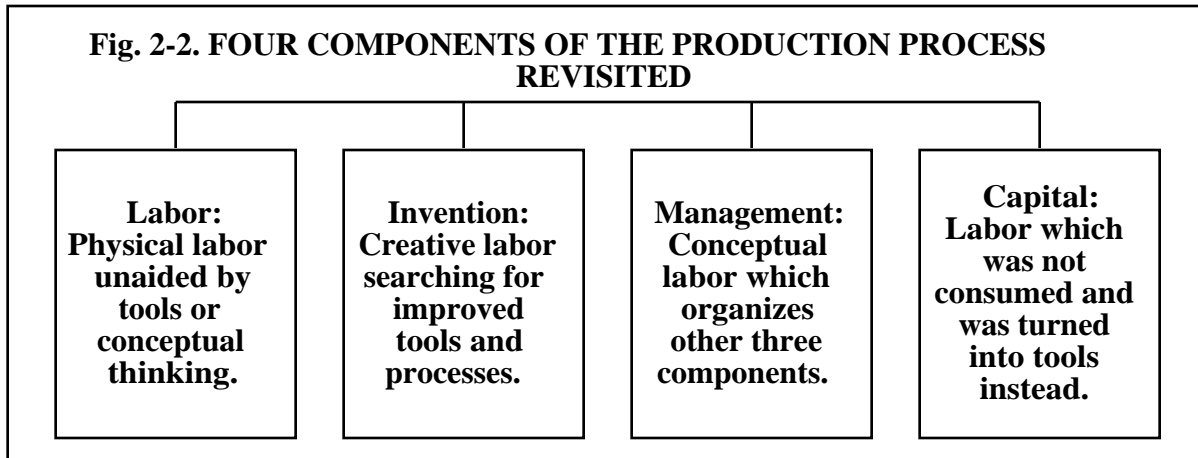 Fig. 2-2. FOUR COMPONENTS OF THE PRODUCTION PROCESS
REVISITED
Labor:
Physical labor
unaided by
tools or
conceptual
thinking.
Invention:
Creative labor
searching for
improved
tools and
processes.
Management:
Conceptual
labor which
organizes
other three
components.
Capital:
Labor which
was not
consumed and
was turned
into tools
instead.